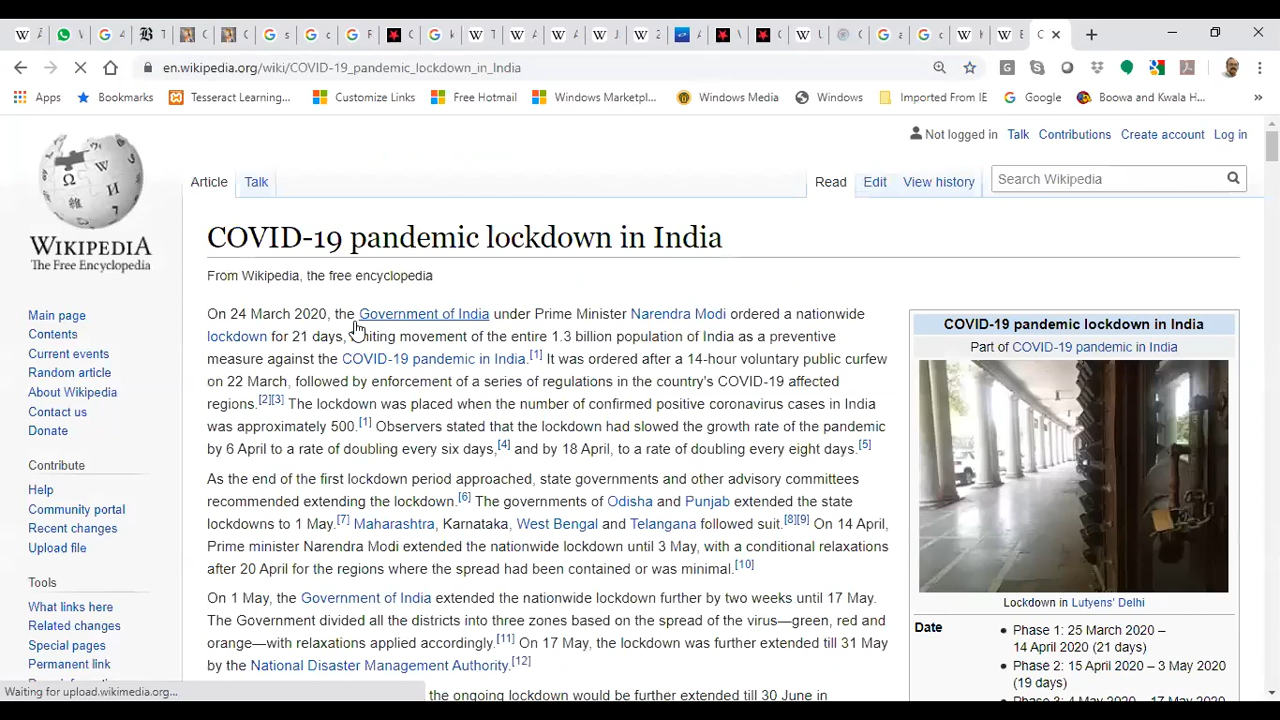 en.wikipedia.org/wiki/COVID-19_pandemic_lockdown_in_India
Apps Bookmarks Tesseract Learning... Customize Links Free Hotmail Windows Marketpl... Windows Media Windows Imported From IE Google Boowa and Kwala H... »
Not logged in Talk Contributions Create account Log in
Article Talk Read Edit View history Search Wikipedia
WIKIPEDIA
The Free Encyclopedia
COVID-19 pandemic lockdown in India
From Wikipedia, the free encyclopedia
On 24 March 2020, the Government of India under Prime Minister Narendra Modi ordered a nationwide
lockdown for 21 days, movement of the entire 1.3 billion population of India as a preventive
measure against the COVID-19 pandemic in India.[1] It was ordered after a 14-hour voluntary public curfew
on 22 March, followed by enforcement of a series of regulations in the country's COVID-19 affected
regions.[2][3] The lockdown was placed when the number of confirmed positive coronavirus cases in India
was approximately 500.[1] Observers stated that the lockdown had slowed the growth rate of the pandemic
by 6 April to a rate of doubling every six days,[4] and by 18 April, to a rate of doubling every eight days.[5]
As the end of the first lockdown period approached, state governments and other advisory committees
recommended extending the lockdown.[6] The governments of Odisha and Punjab extended the state
lockdowns to 1 May.[7] Maharashtra, Karnataka, West Bengal and Telangana followed suit.[8][9] On 14 April,
Prime minister Narendra Modi extended the nationwide lockdown until 3 May, with a conditional relaxations
after 20 April for the regions where the spread had been contained or was minimal.[10]
On 1 May, the Government of India extended the nationwide lockdown further by two weeks until 17 May.
The Government divided all the districts into three zones based on the spread of the virus—green, red and
orange—with relaxations applied accordingly.[11] On 17 May, the lockdown was further extended till 31 May
by the National Disaster Management Authority.[12]
the ongoing lockdown would be further extended till 30 June in
COVID-19 pandemic lockdown in India
Part of COVID-19 pandemic in India
Lockdown in Lutyens' Delhi
Date
Phase 1: 25 March 2020 –
14 April 2020 (21 days)
Phase 2: 15 April 2020 – 3 May 2020
(19 days)
Phase 3: 4 May 2020 – 17 May 2020
Main page
Contents
Current events
Random article
About Wikipedia
Contact us
Donate
Contribute
Help
Community portal
Recent changes
Upload file
Tools
What links here
Related changes
Special pages
Permanent link
Waiting for upload.wikimedia.org...